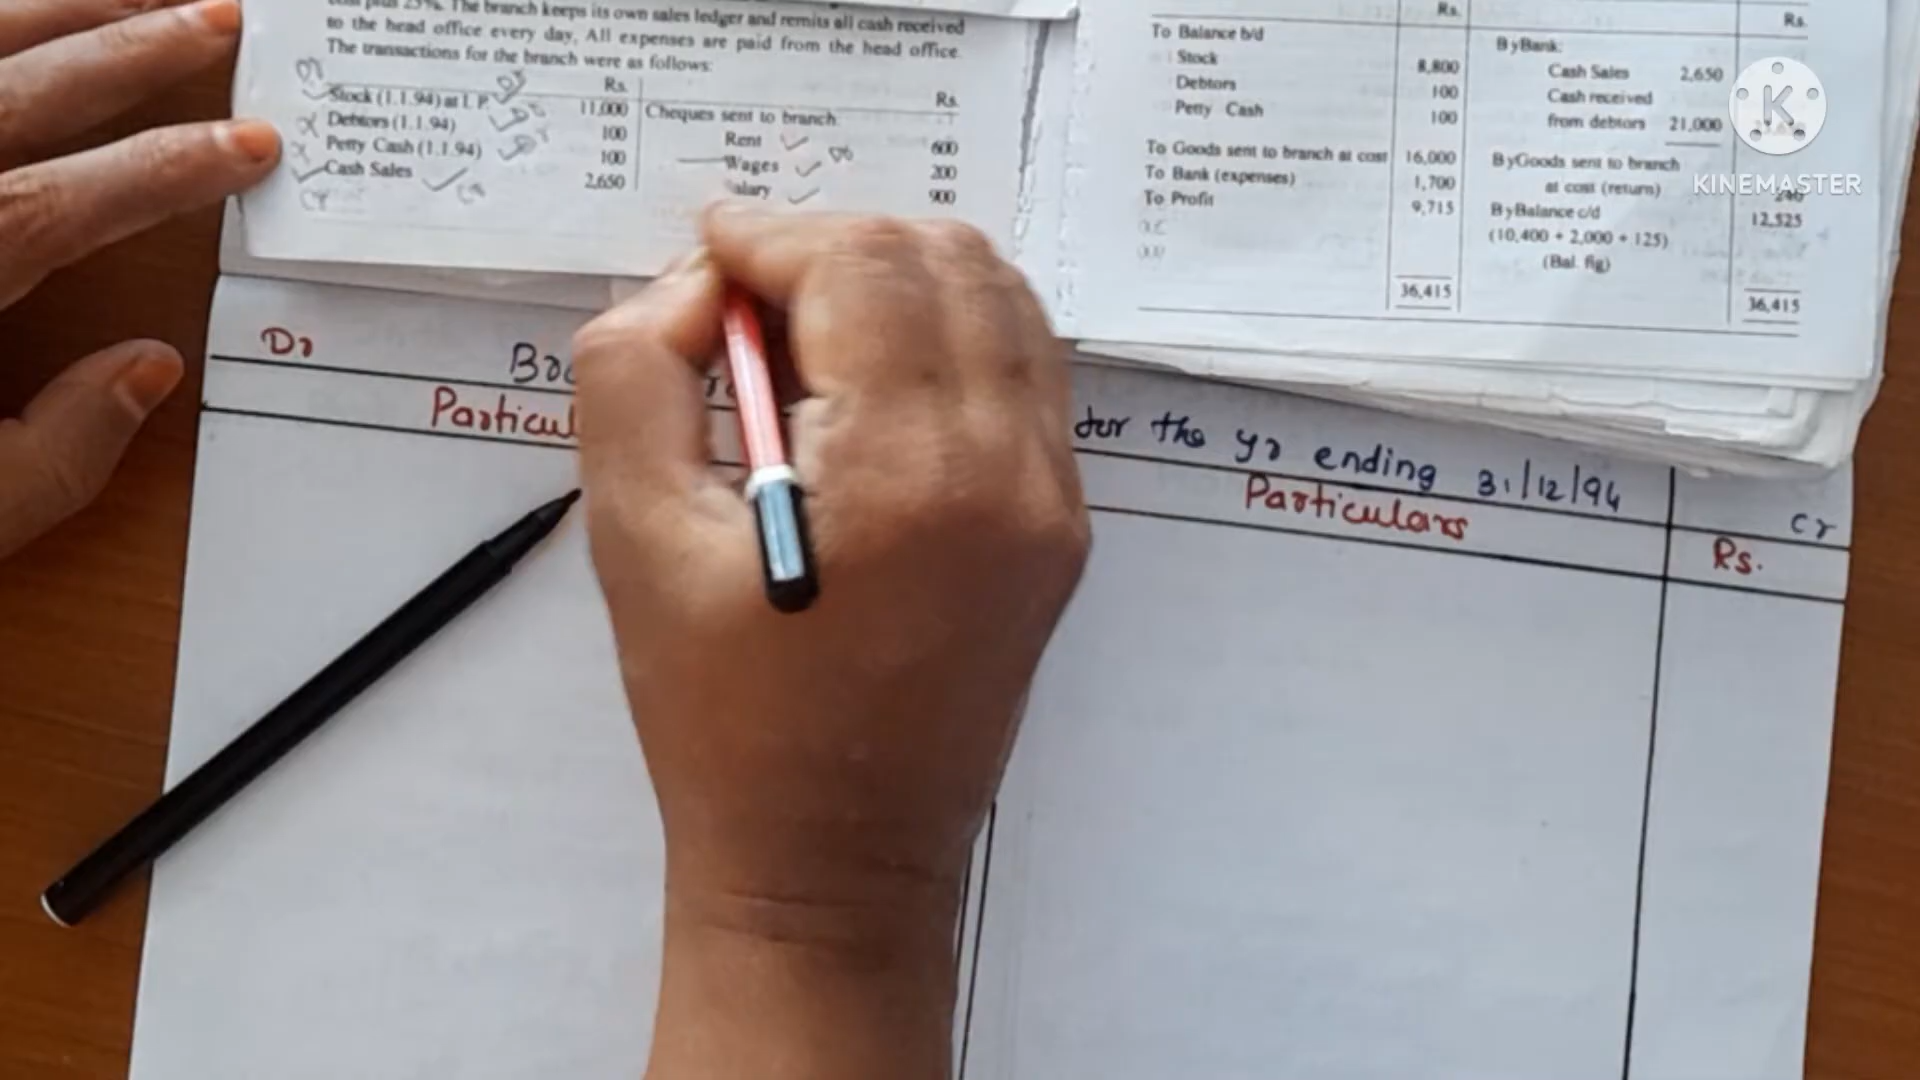 cost plus 25%. The branch keeps its own sales ledger and remits all cash received
to the head office every day. All expenses are paid from the head office.
The transactions for the branch were as follows:
Rs.
Rs.
Stock (1.1.94) at I. P. 11,000
Debtors (1.1.94) 100
Petty Cash (1.1.94) 100
Cash Sales 2,650
Cheques sent to branch:
Rent 600
Wages 200
Salary 900
Rs.
Rs.
To Balance b/d
Stock 8,800
Debtors 100
Petty Cash 100
To Goods sent to branch at cost 16,000
To Bank (expenses) 1,700
To Profit 9,715
36,415
By Bank:
Cash Sales 2,650
Cash received
from debtors 21,000
By Goods sent to branch
at cost (return) 240
By Balance c/d 12,525
(10,400 + 2,000 + 125)
(Bal. fig)
36,415
KINEMASTER
Dr
for the yr ending 31/12/94
Cr
Particulars
Rs.